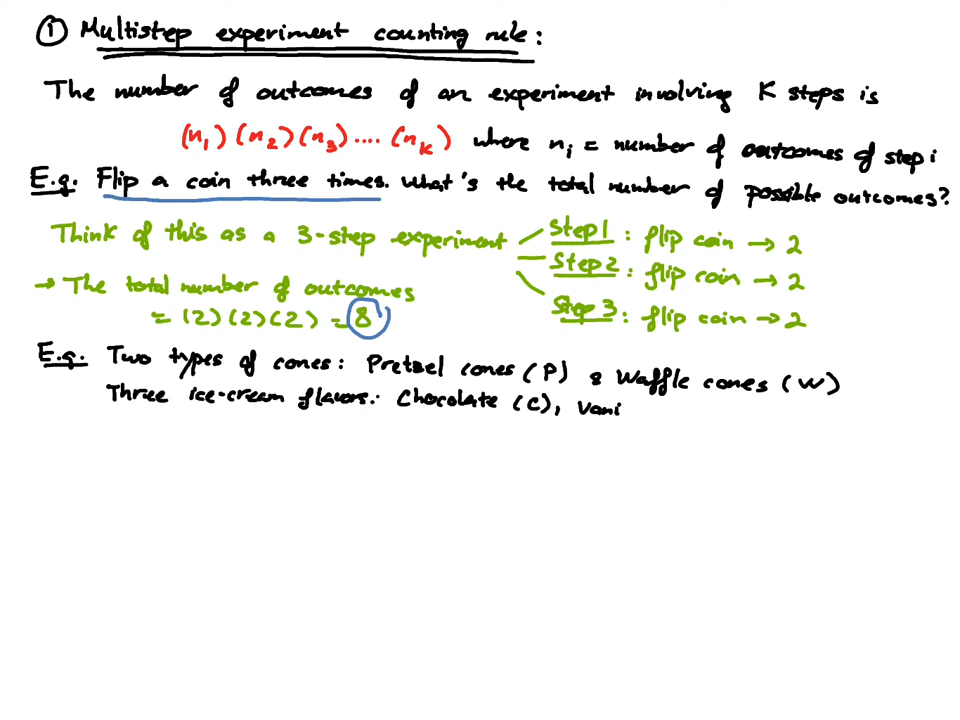 ① Multistep experiment counting rule:
The number of outcomes of an experiment involving K steps is
(n₁) (n₂) (n₃) .... (nₖ) where nᵢ = number of outcomes of step i
E.g. Flip a coin three times. What's the total number of possible outcomes?
Think of this as a 3-step experiment
Step 1 : flip coin → 2
Step 2 : flip coin → 2
Step 3 : flip coin → 2
→ The total number of outcomes
= (2) (2) (2) = 8
E.g. Two types of cones: Pretzel cones (P) & Waffle cones (W)
Three ice-cream flavors: Chocolate (C), Vani